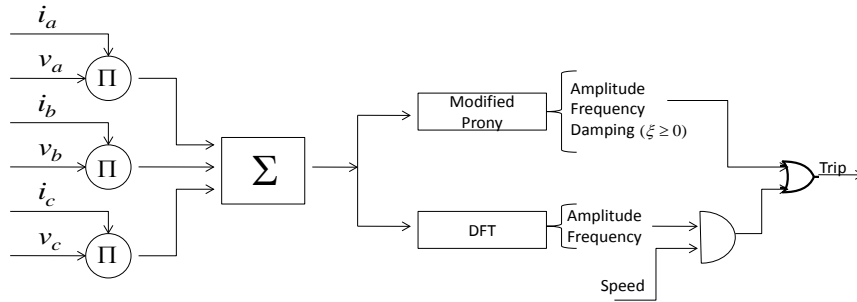 i_a
v_a
Π
i_b
v_b
Π
i_c
v_c
Π
Σ
Modified
Prony
Amplitude
Frequency
Damping (ξ ≥ 0)
DFT
Amplitude
Frequency
Speed
Trip